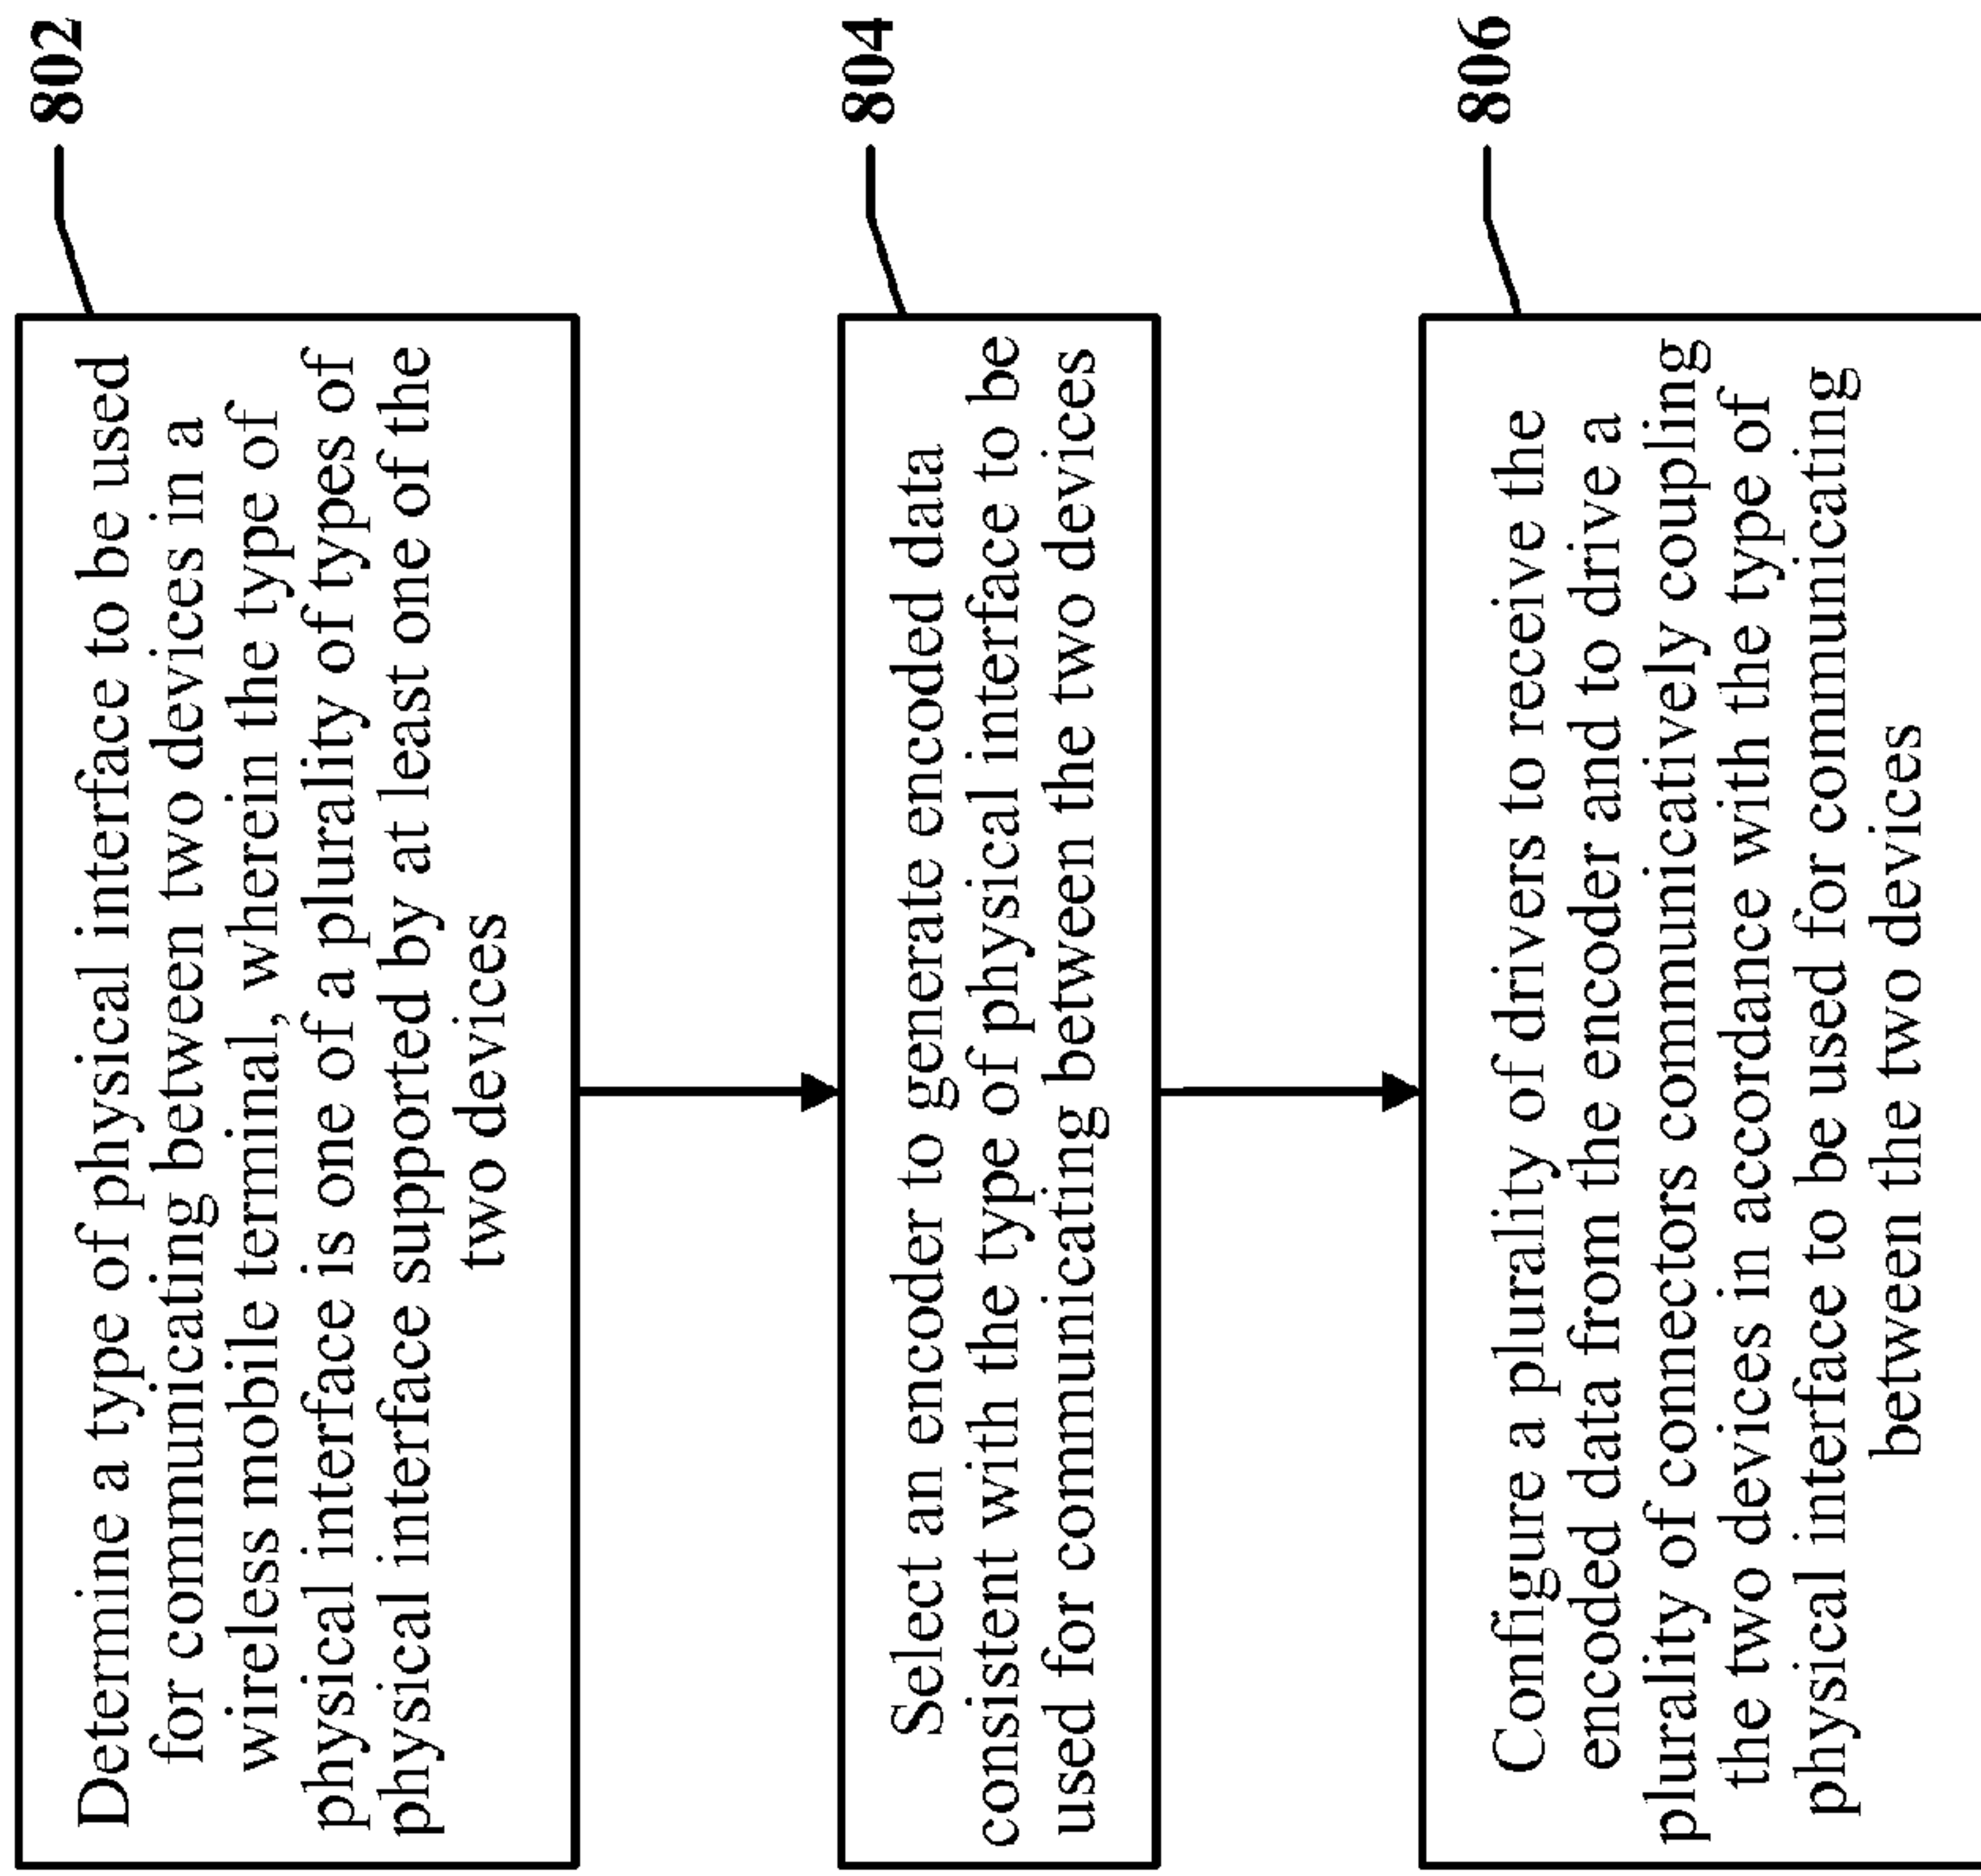 802
Determine a type of physical interface to be used
for communicating between two devices in a
wireless mobile terminal, wherein the type of
physical interface is one of a plurality of types of
physical interface supported by at least one of the
two devices
804
Select an encoder to generate encoded data
consistent with the type of physical interface to be
used for communicating between the two devices
806
Configure a plurality of drivers to receive the
encoded data from the encoder and to drive a
plurality of connectors communicatively coupling
the two devices in accordance with the type of
physical interface to be used for communicating
between the two devices